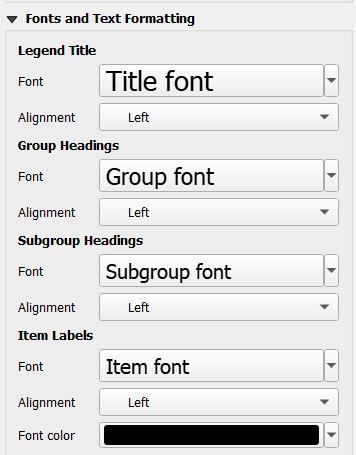 Fonts and Text Formatting
Legend Title
Font Title font
Alignment Left
Group Headings
Font Group font
Alignment Left
Subgroup Headings
Font Subgroup font
Alignment Left
Item Labels
Font Item font
Alignment Left
Font color